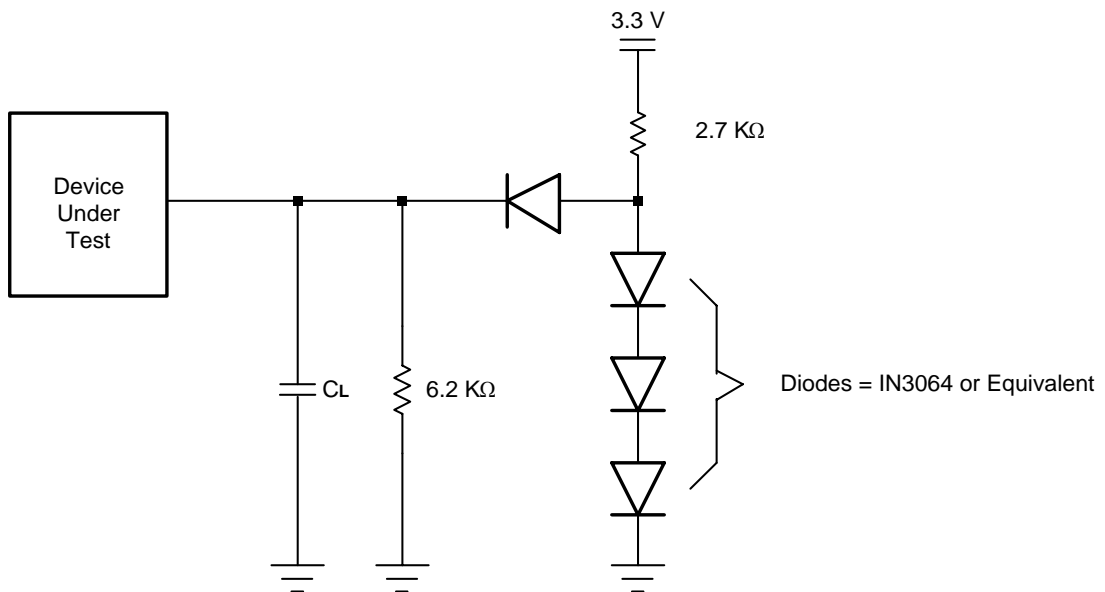 3.3 V
2.7 KΩ
Device
Under
Test
CL
6.2 KΩ
Diodes = IN3064 or Equivalent